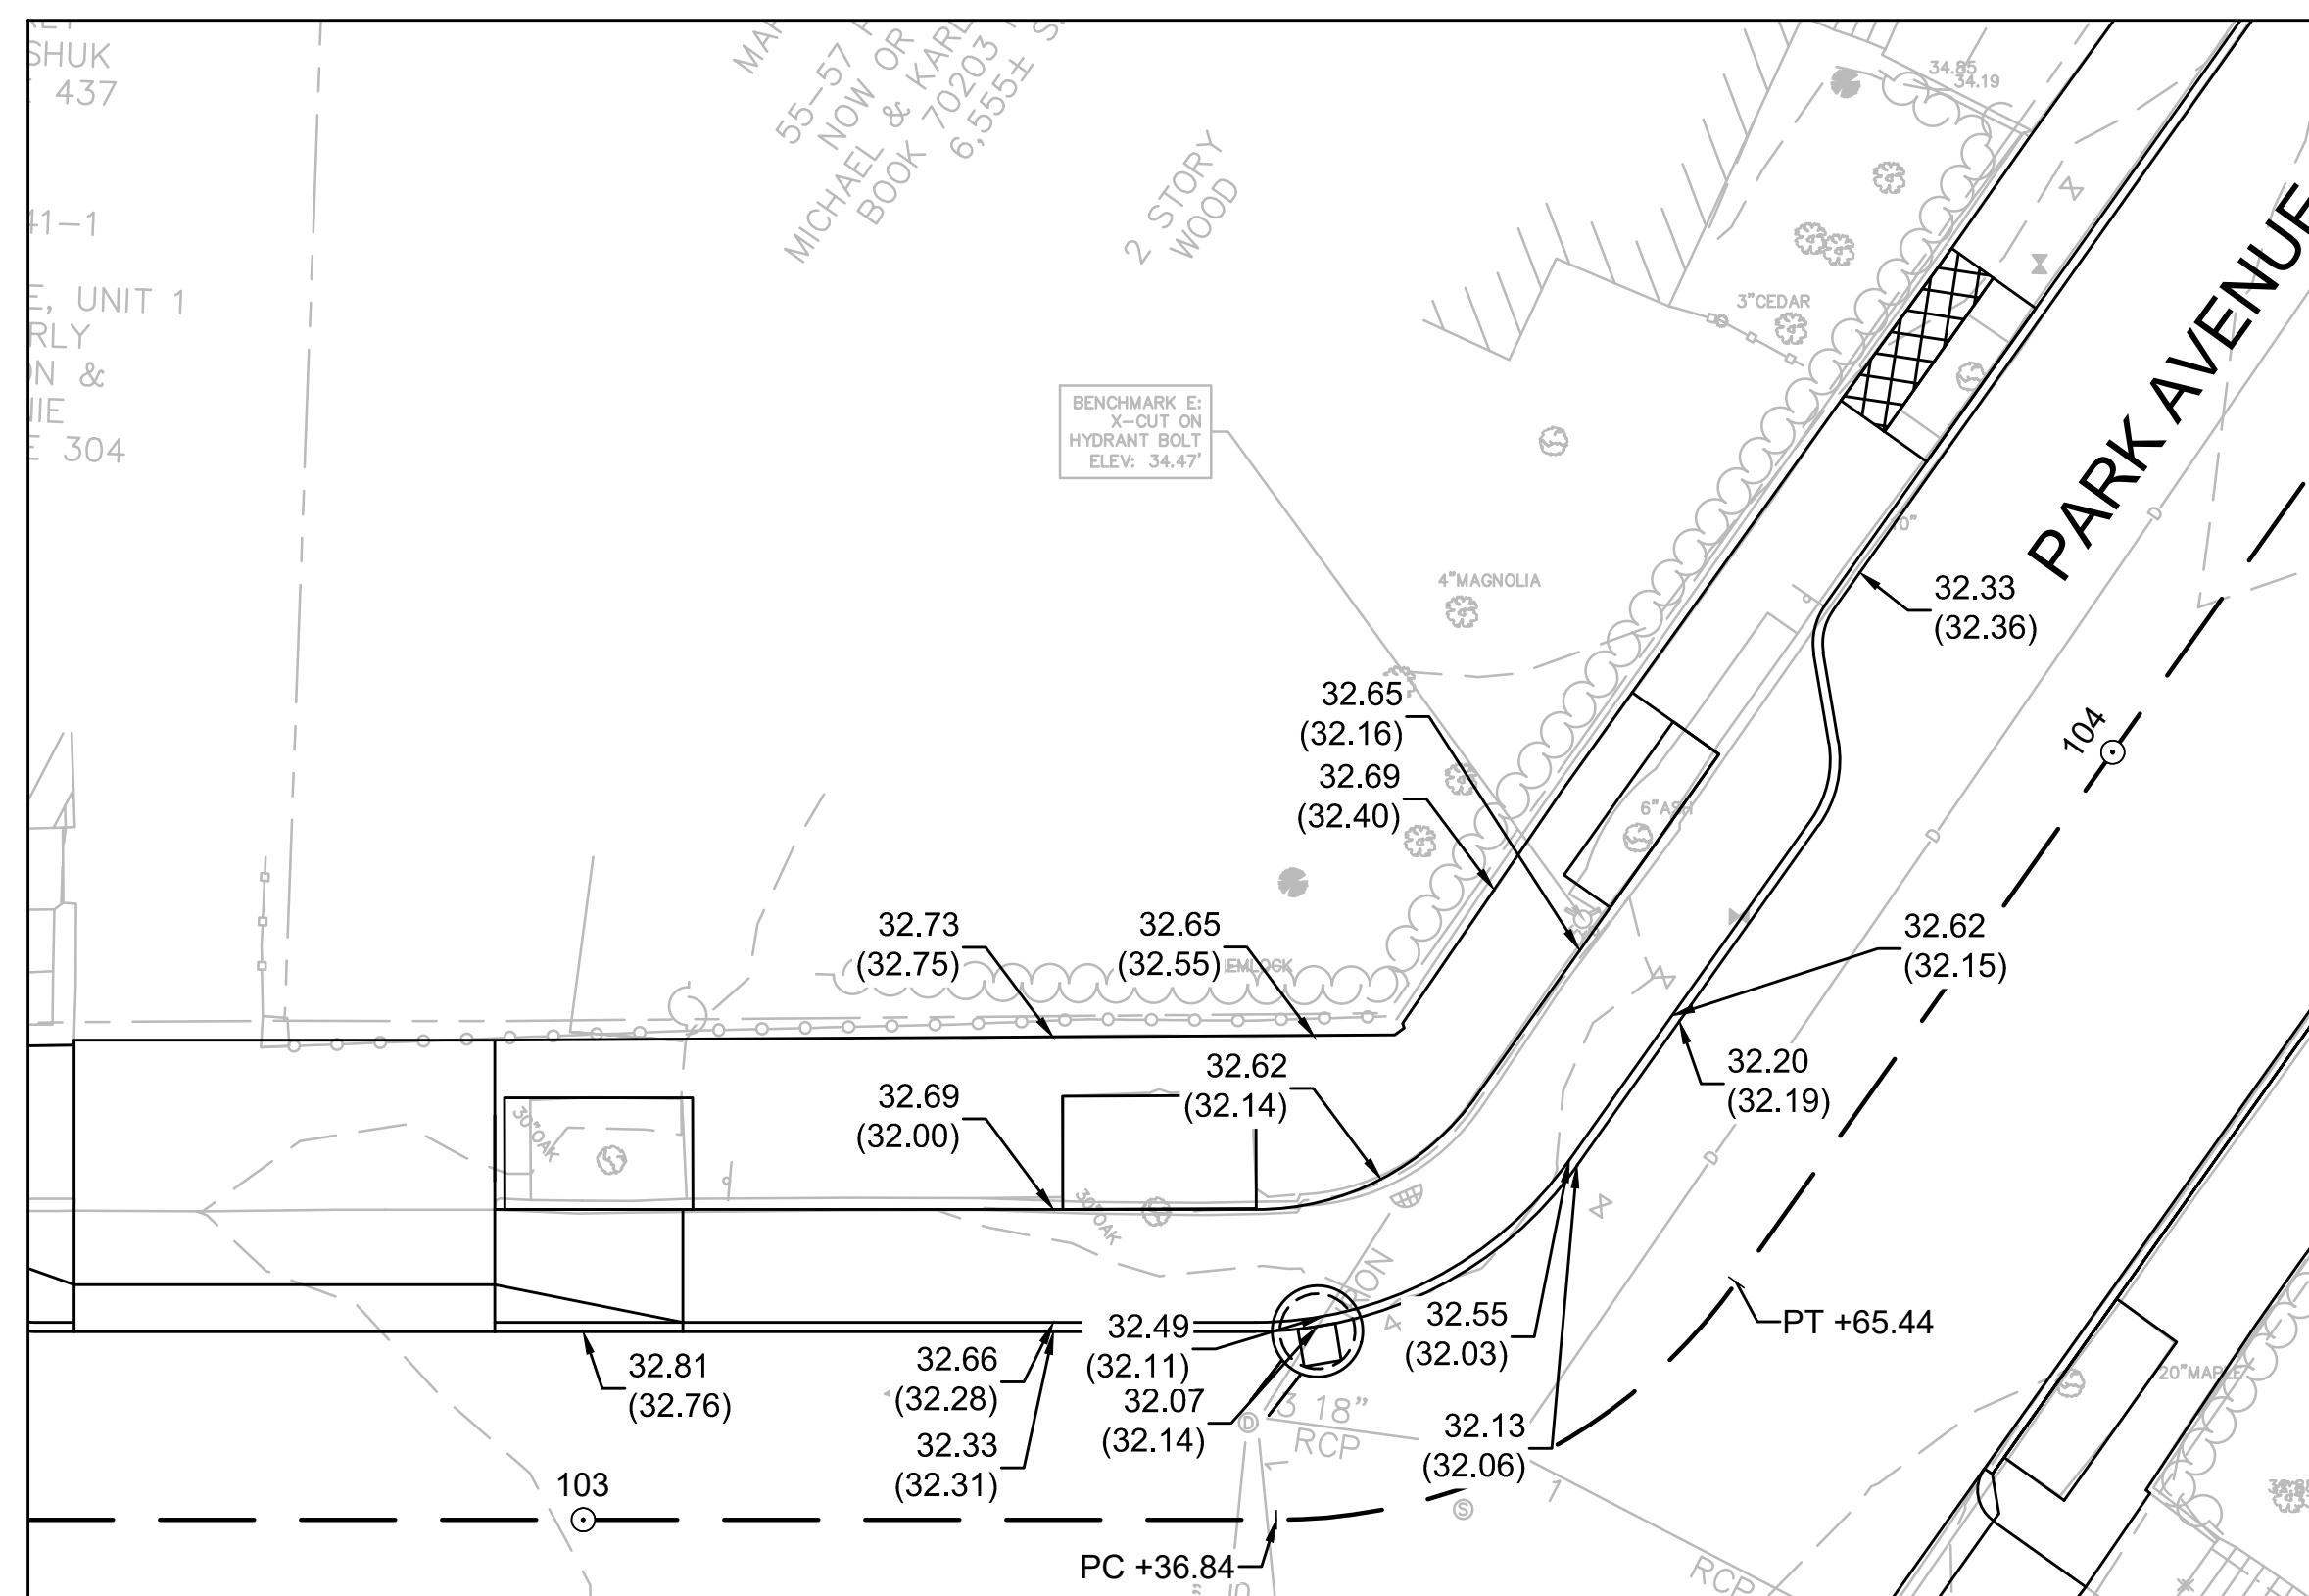 SHUK
437
41-1
UNIT 1
RLY
&
304
55-57
NOW OR
MICHAEL & KARL
BOOK 70203
6,555±
2 STORY
WOOD
34.85
34.19
3"CEDAR
BENCHMARK E:
X-CUT ON
HYDRANT BOLT
ELEV: 34.47'
PARK AVENUE
4"MAGNOLIA
32.33
(32.36)
32.65
(32.16)
104
32.69
(32.40)
6"ASH
32.73
(32.75)
32.65
(32.55)
32.62
(32.15)
32.20
(32.19)
32.69
(32.00)
32.62
(32.14)
30"OAK
30"OAK
32.81
(32.76)
32.66
(32.28)
32.33
(32.31)
32.49
(32.11)
32.07
(32.14)
32.55
(32.03)
32.13
(32.06)
PT +65.44
20"MAPLE
18"
RCP
103
PC +36.84
RCP